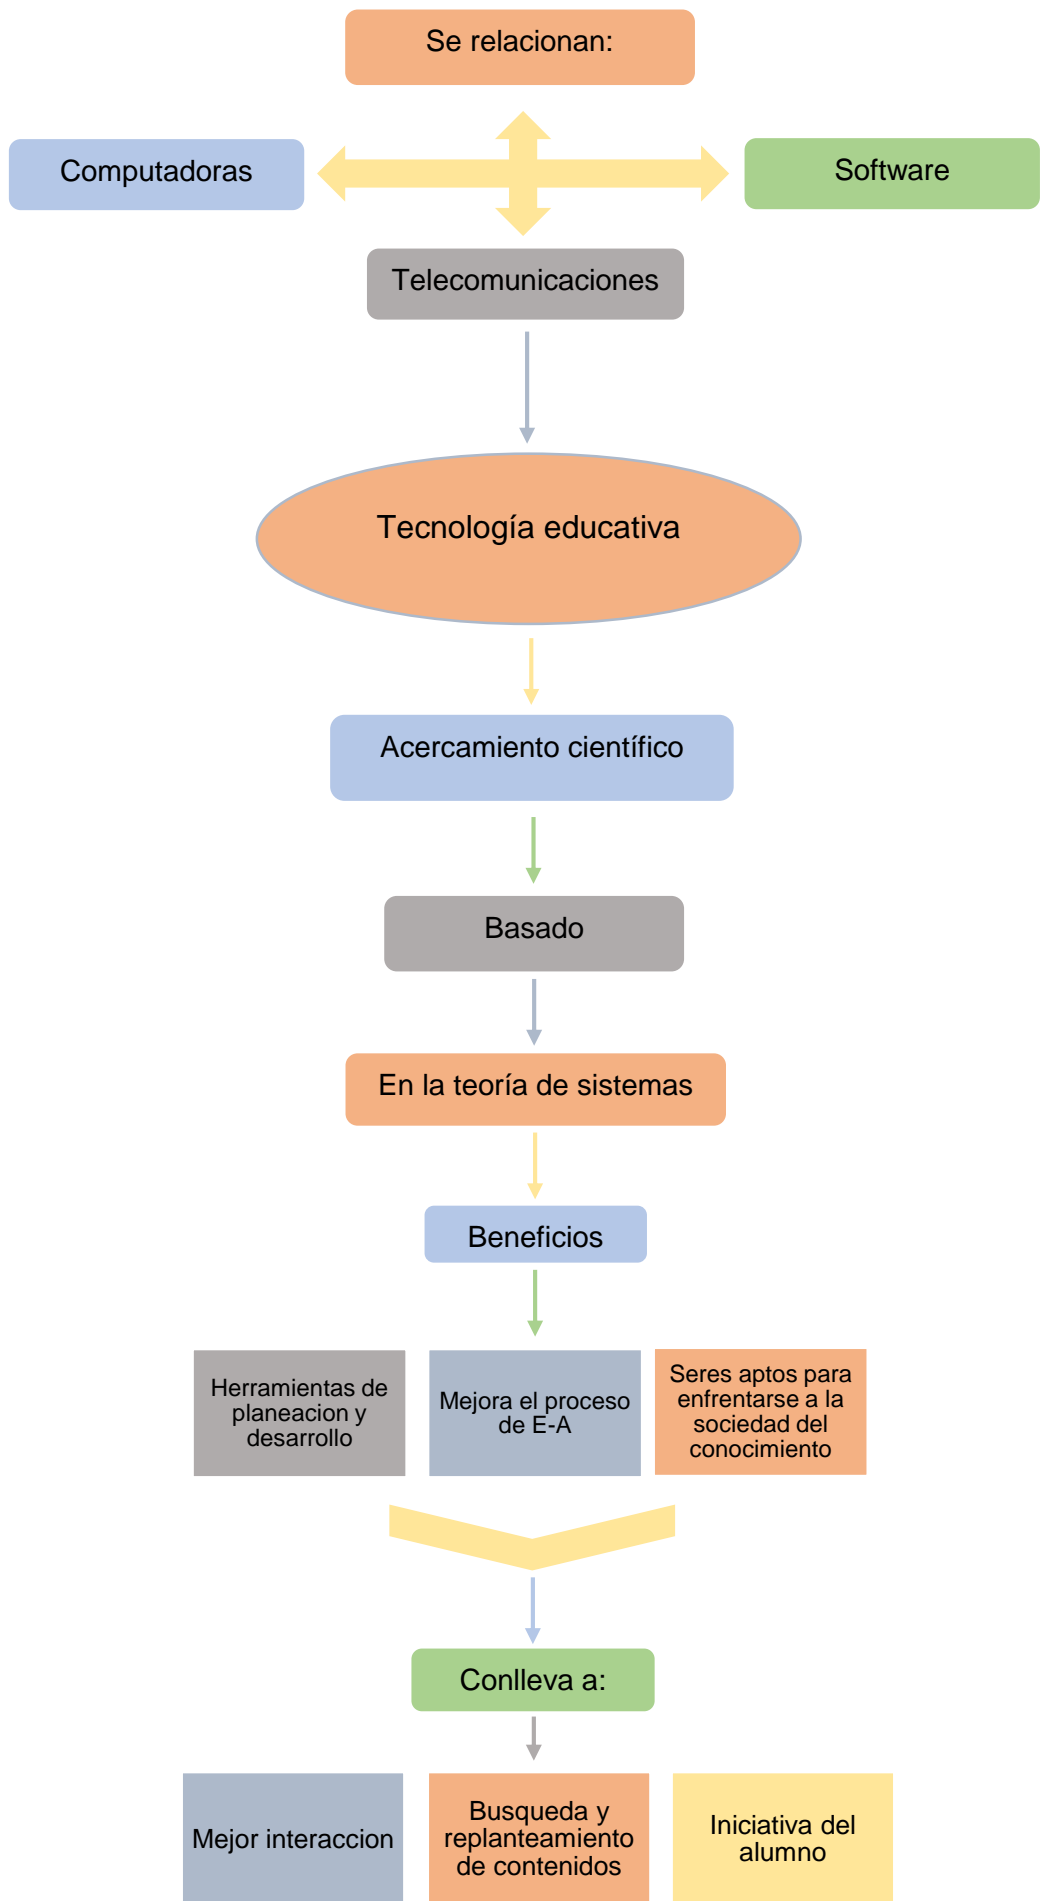 Se relacionan:
Computadoras
Software
Telecomunicaciones
Tecnología educativa
Acercamiento científico
Basado
En la teoría de sistemas
Beneficios
Herramientas de
planeacion y
desarrollo
Mejora el proceso
de E-A
Seres aptos para
enfrentarse a la
sociedad del
conocimiento
Conlleva a:
Mejor interaccion
Busqueda y
replanteamiento
de contenidos
Iniciativa del
alumno